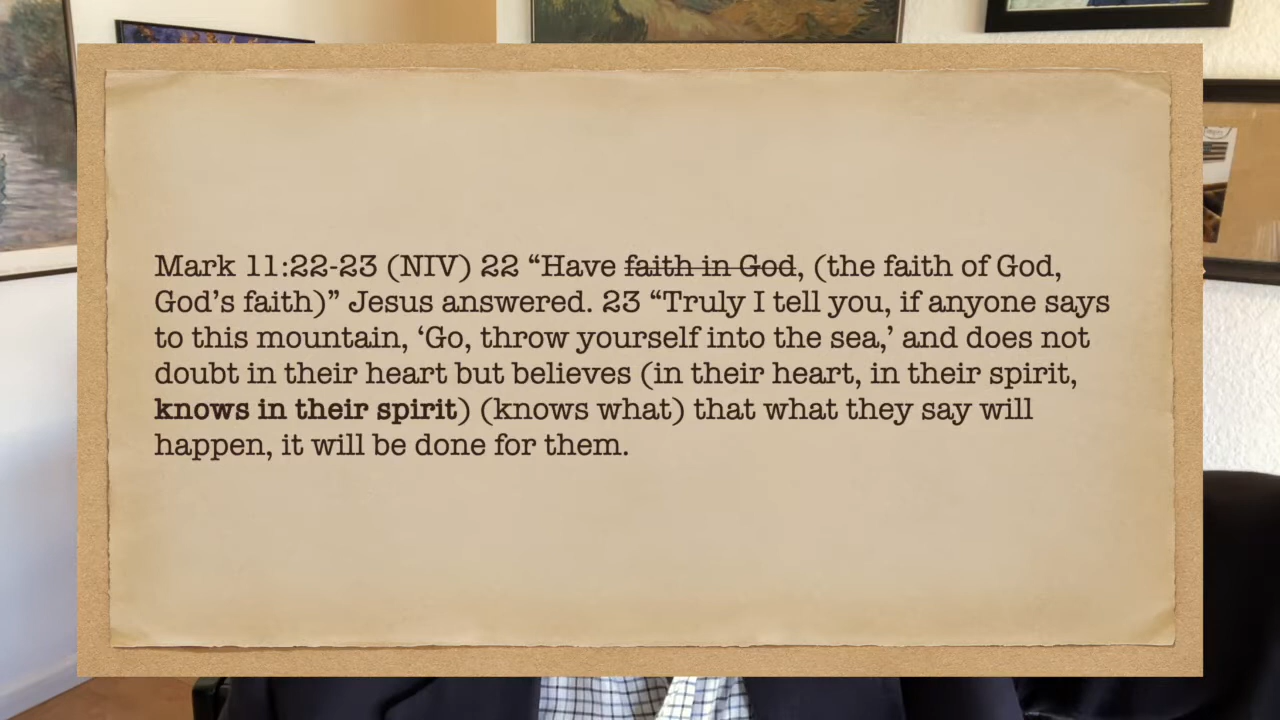 Mark 11:22-23 (NIV) 22 “Have faith in God, (the faith of God,
God’s faith)” Jesus answered. 23 “Truly I tell you, if anyone says
to this mountain, ‘Go, throw yourself into the sea,’ and does not
doubt in their heart but believes (in their heart, in their spirit,
knows in their spirit) (knows what) that what they say will
happen, it will be done for them.